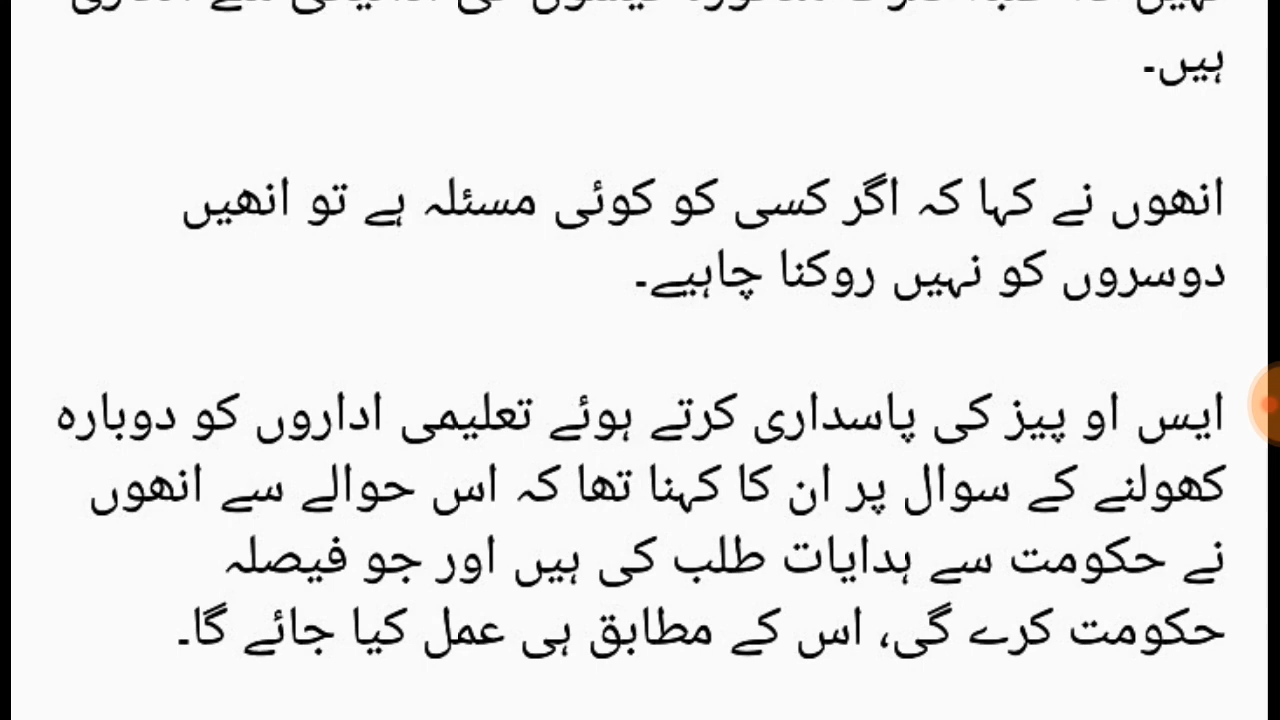 ہیں۔
انھوں نے کہا کہ اگر کسی کو کوئی مسئلہ ہے تو انھیں
دوسروں کو نہیں روکنا چاہیے۔
ایس او پیز کی پاسداری کرتے ہوئے تعلیمی اداروں کو دوبارہ
کھولنے کے سوال پر ان کا کہنا تھا کہ اس حوالے سے انھوں
نے حکومت سے ہدایات طلب کی ہیں اور جو فیصلہ
حکومت کرے گی، اس کے مطابق ہی عمل کیا جائے گا۔